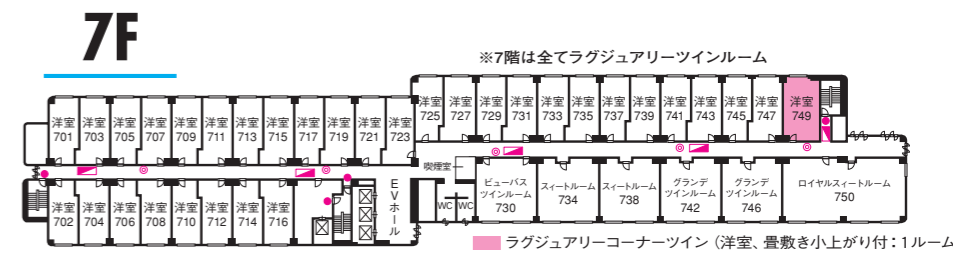 7F
※7階は全てラグジュアリーツインルーム
洋室 701
洋室 703
洋室 705
洋室 707
洋室 709
洋室 711
洋室 713
洋室 715
洋室 717
洋室 719
洋室 721
洋室 723
洋室 725
洋室 727
洋室 729
洋室 731
洋室 733
洋室 735
洋室 737
洋室 739
洋室 741
洋室 743
洋室 745
洋室 747
洋室 749
洋室 702
洋室 704
洋室 706
洋室 708
洋室 710
洋室 712
洋室 714
洋室 716
EVホール
喫煙室
WC
WC
ビューバス
ツインルーム
730
スィートルーム
734
スィートルーム
738
グランデ
ツインルーム
742
グランデ
ツインルーム
746
ロイヤルスィートルーム
750
ラグジュアリーコーナーツイン（洋室、畳敷き小上がり付：1ルーム